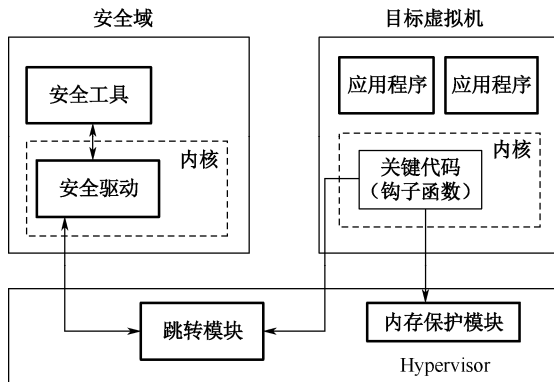 安全域
目标虚拟机
安全工具
应用程序
应用程序
内核
内核
安全驱动
关键代码
（钩子函数）
跳转模块
内存保护模块
Hypervisor